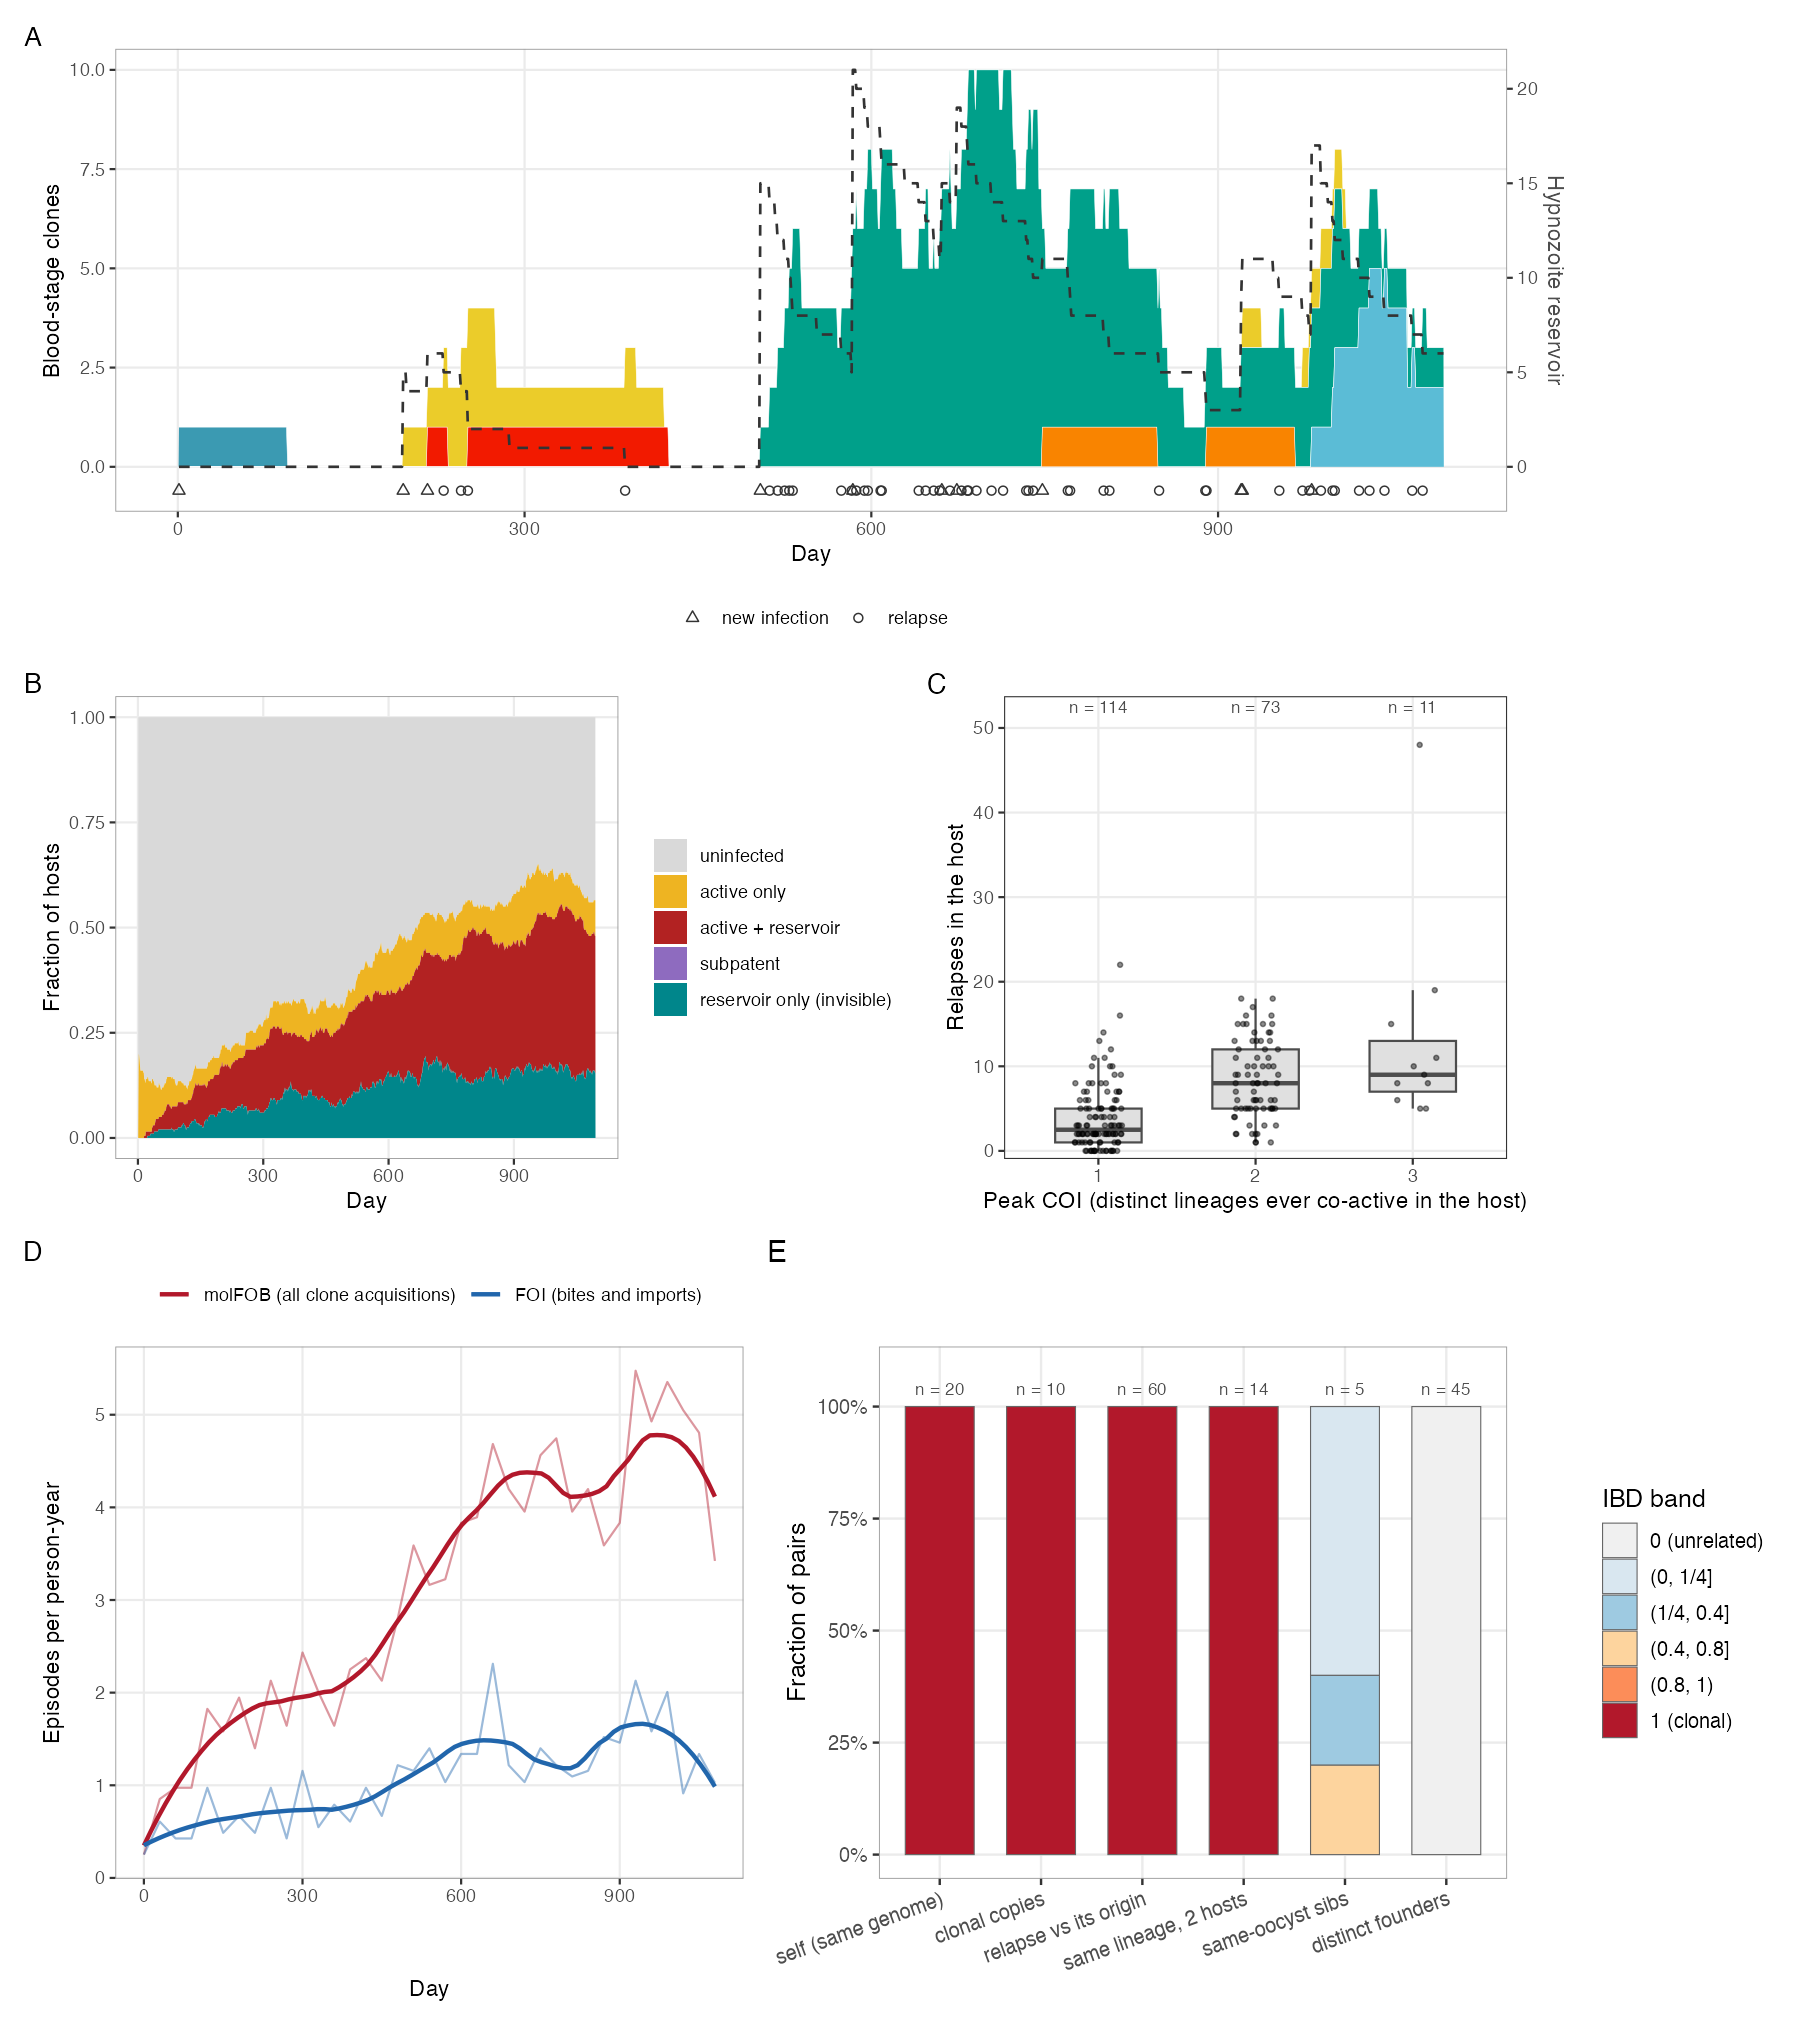 A
10.0
7.5
5.0
2.5
0.0
Blood-stage clones
20
15
10
5
0
Hypnozoite reservoir
0
300
600
900
Day
new infection
relapse
B
1.00
0.75
0.50
0.25
0.00
Fraction of hosts
0
300
600
900
Day
uninfected
active only
active + reservoir
subpatent
reservoir only (invisible)
C
n = 114
n = 73
n = 11
50
40
30
20
10
0
Relapses in the host
1
2
3
Peak COI (distinct lineages ever co-active in the host)
D
molFOB (all clone acquisitions)
FOI (bites and imports)
5
4
3
2
1
0
Episodes per person-year
0
300
600
900
Day
E
n = 20
n = 10
n = 60
n = 14
n = 5
n = 45
100%
75%
50%
25%
0%
Fraction of pairs
self (same genome)
clonal copies
relapse vs its origin
same lineage, 2 hosts
same-oocyst sibs
distinct founders
IBD band
0 (unrelated)
(0, 1/4]
(1/4, 0.4]
(0.4, 0.8]
(0.8, 1)
1 (clonal)